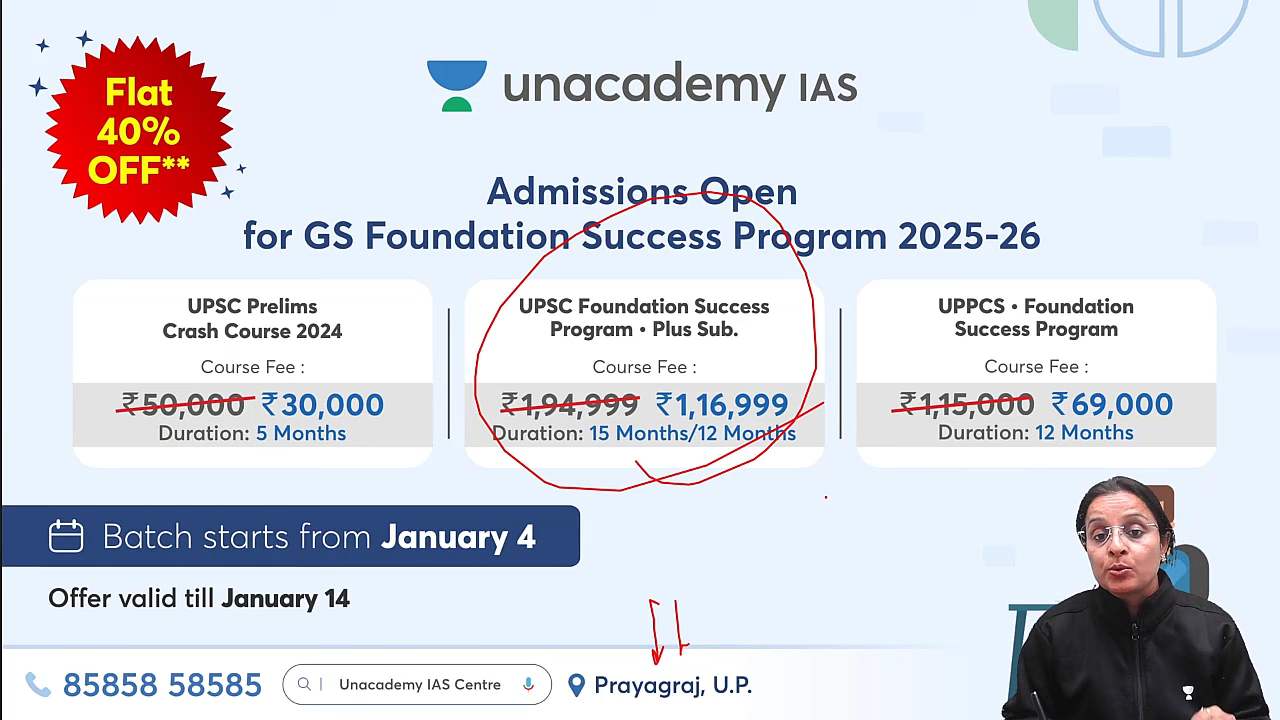 Flat
40%
OFF**
unacademy IAS
Admissions Open
for GS Foundation Success Program 2025-26
UPSC Prelims
Crash Course 2024
Course Fee :
₹50,000 ₹30,000
Duration: 5 Months
UPSC Foundation Success
Program • Plus Sub.
Course Fee :
₹1,94,999 ₹1,16,999
Duration: 15 Months/12 Months
UPPCS • Foundation
Success Program
Course Fee :
₹1,15,000 ₹69,000
Duration: 12 Months
Batch starts from January 4
Offer valid till January 14
85858 58585
Unacademy IAS Centre
Prayagraj, U.P.